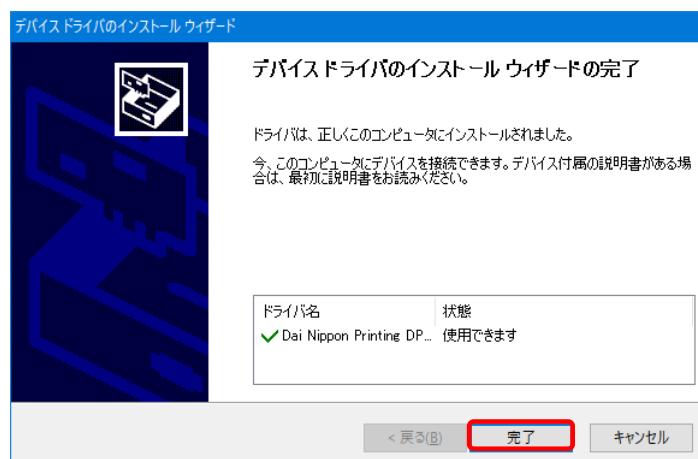 デバイス ドライバのインストール ウィザード
デバイス ドライバのインストール ウィザードの完了
ドライバは、正しくこのコンピュータにインストールされました。
今、このコンピュータにデバイスを接続できます。デバイス付属の説明書がある場
合は、最初に説明書をお読みください。
ドライバ名 状態
Dai Nippon Printing DP... 使用できます
< 戻る(B) 完了 キャンセル